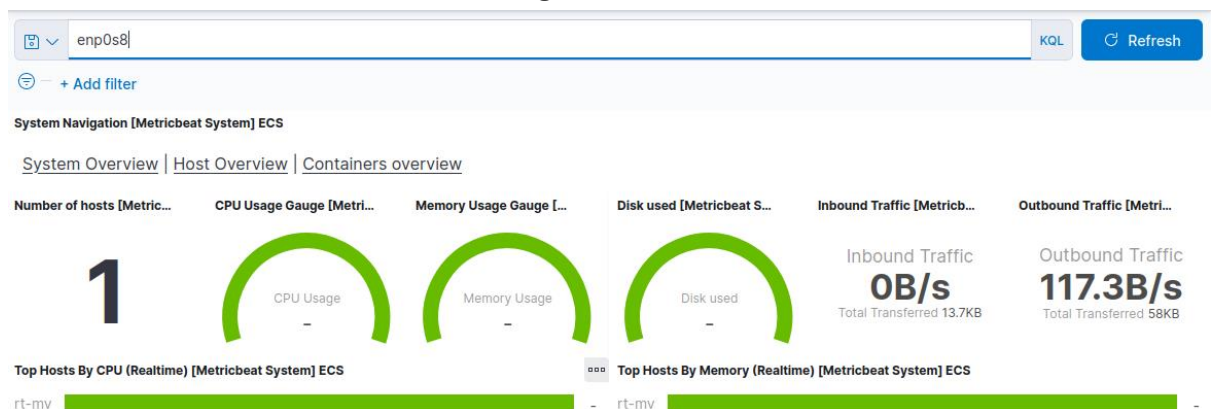 enp0s8
KQL
Refresh
+ Add filter
System Navigation [Metricbeat System] ECS
System Overview | Host Overview | Containers overview
Number of hosts [Metric...
CPU Usage Gauge [Metri...
Memory Usage Gauge [...
Disk used [Metricbeat S...
Inbound Traffic [Metricb...
Outbound Traffic [Metri...
1
CPU Usage
-
Memory Usage
-
Disk used
-
Inbound Traffic
0B/s
Total Transferred 13.7KB
Outbound Traffic
117.3B/s
Total Transferred 58KB
Top Hosts By CPU (Realtime) [Metricbeat System] ECS
Top Hosts By Memory (Realtime) [Metricbeat System] ECS
rt-mv
-
rt-mv
-